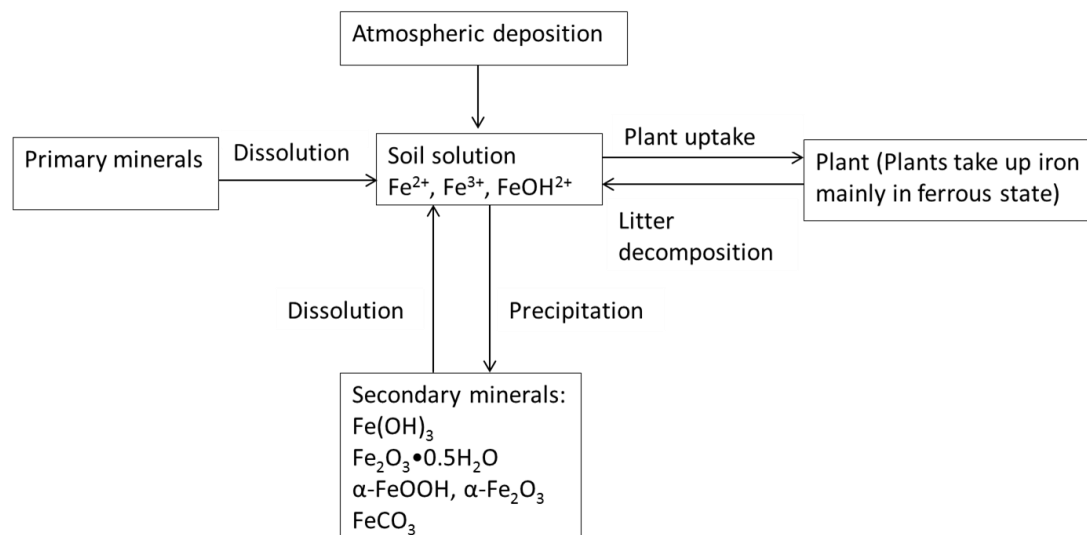 Atmospheric deposition
Primary minerals
Dissolution
Soil solution
Fe²⁺, Fe³⁺, FeOH²⁺
Plant uptake
Plant (Plants take up iron
mainly in ferrous state)
Litter
decomposition
Dissolution
Precipitation
Secondary minerals:
Fe(OH)₃
Fe₂O₃•0.5H₂O
α-FeOOH, α-Fe₂O₃
FeCO₃